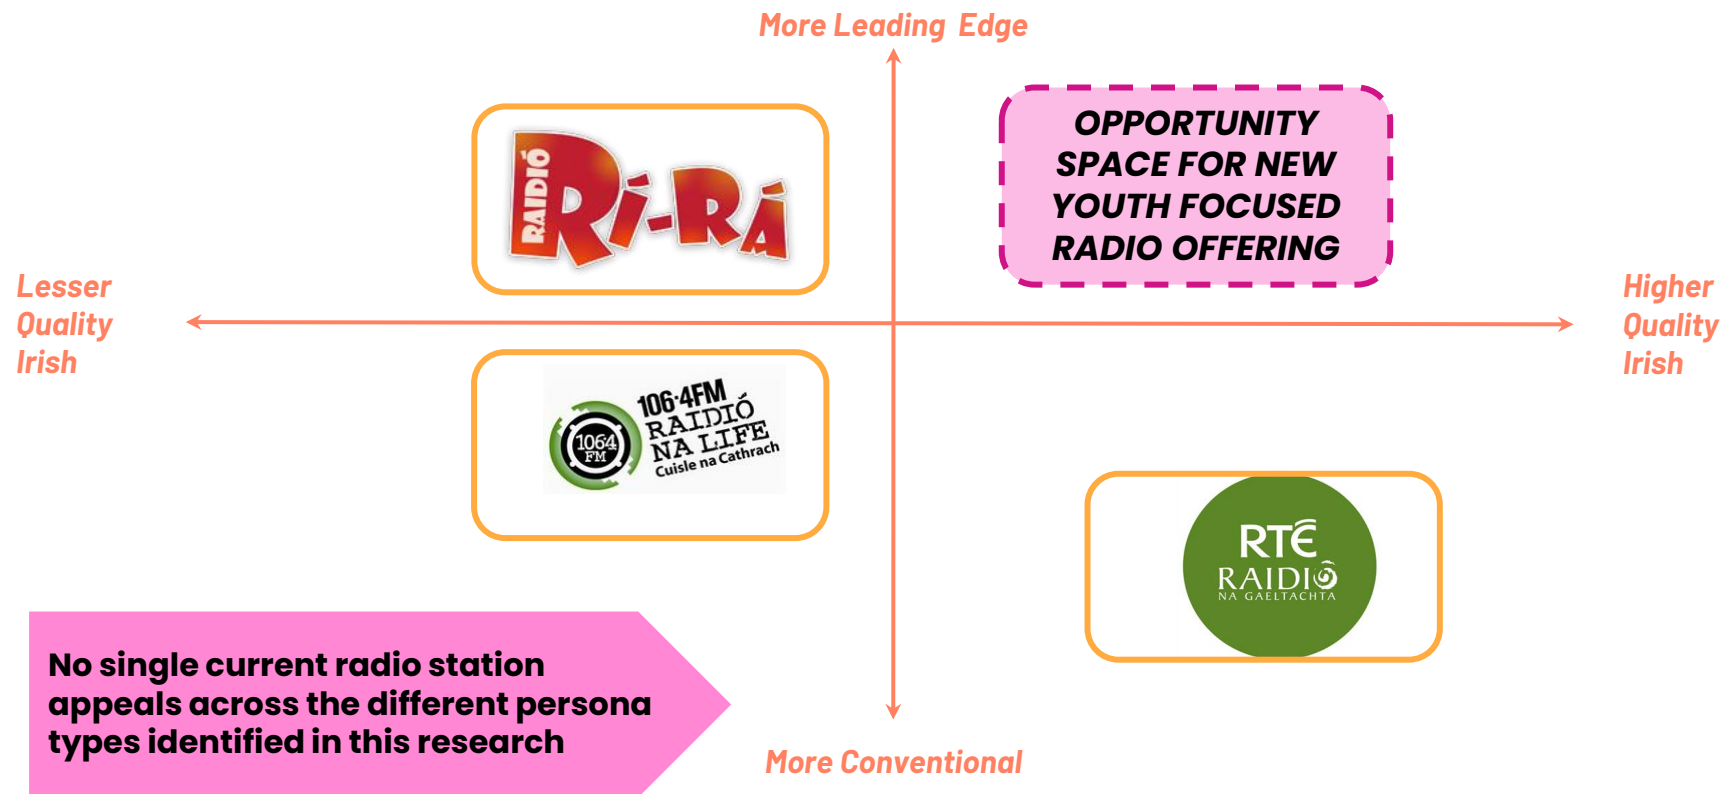 More Leading Edge
RAIDIÓ
RÍ-RÁ
OPPORTUNITY
SPACE FOR NEW
YOUTH FOCUSED
RADIO OFFERING
Lesser
Quality
Irish
Higher
Quality
Irish
106.4
FM
106·4FM
RAIDIÓ
NA LIFE
Cuisle na Cathrach
RTÉ
RAIDIÓ
NA GAELTACHTA
No single current radio station
appeals across the different persona
types identified in this research
More Conventional